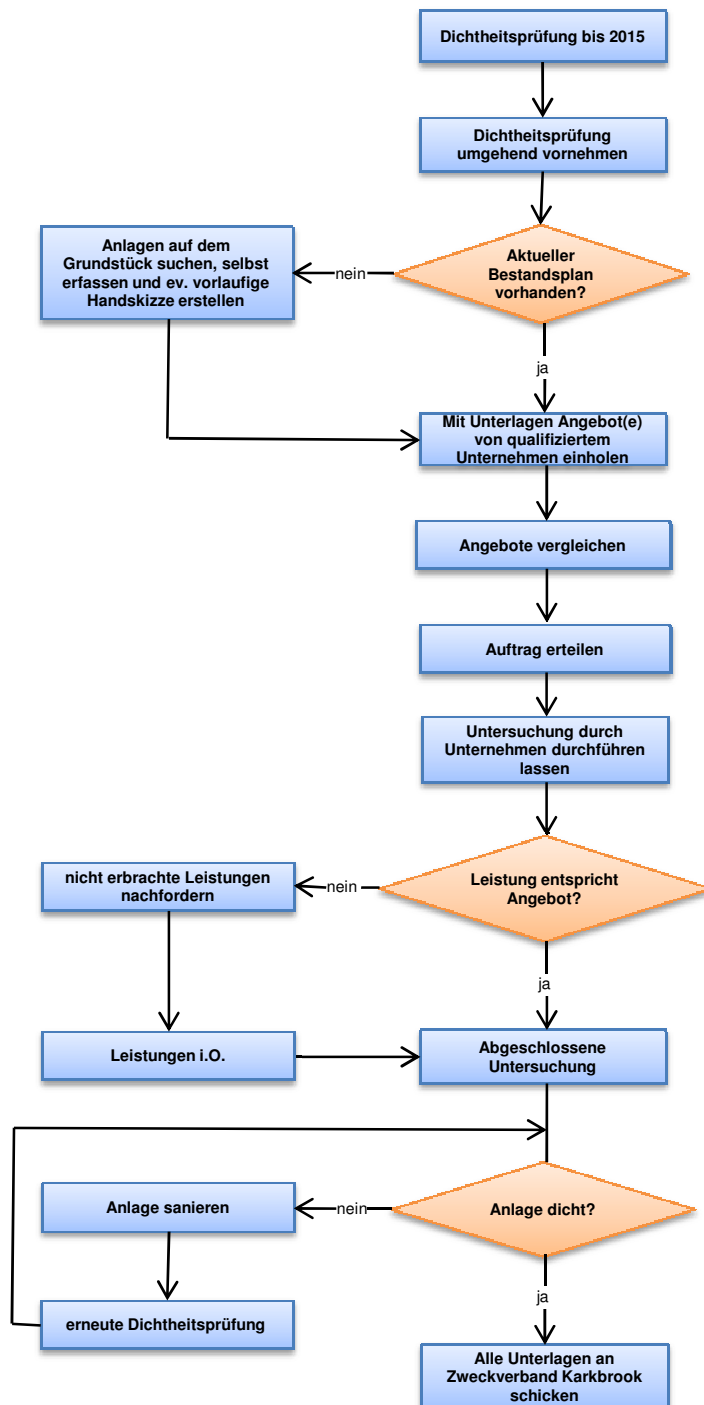 Dichtheitsprüfung bis 2015
Dichtheitsprüfung
umgehend vornehmen
Aktueller
Bestandsplan
vorhanden?
nein
Anlagen auf dem
Grundstück suchen, selbst
erfassen und ev. vorlaufige
Handskizze erstellen
ja
Mit Unterlagen Angebot(e)
von qualifiziertem
Unternehmen einholen
Angebote vergleichen
Auftrag erteilen
Untersuchung durch
Unternehmen durchführen
lassen
Leistung entspricht
Angebot?
nein
nicht erbrachte Leistungen
nachfordern
ja
Leistungen i.O.
Abgeschlossene
Untersuchung
Anlage dicht?
nein
Anlage sanieren
erneute Dichtheitsprüfung
ja
Alle Unterlagen an
Zweckverband Karkbrook
schicken